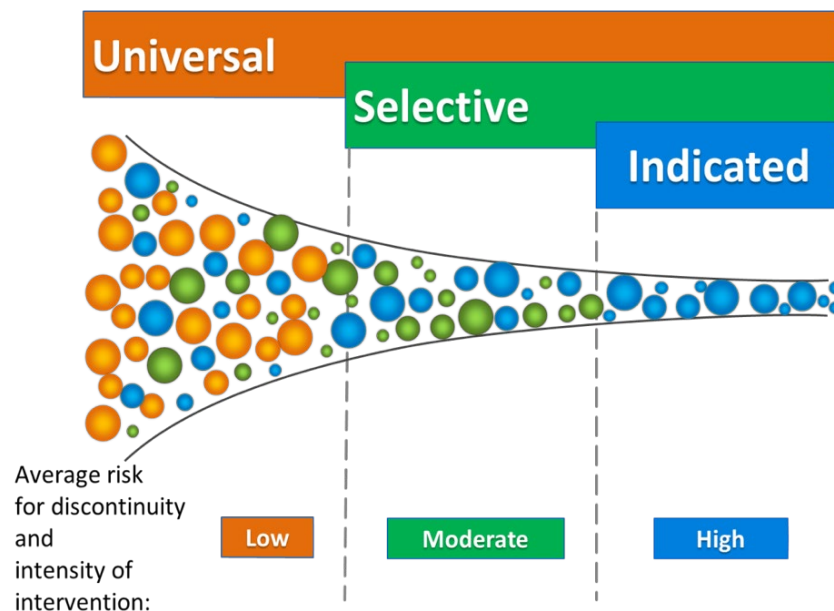 Universal
Selective
Indicated
Average risk
for discontinuity
and
intensity of
intervention:
Low
Moderate
High